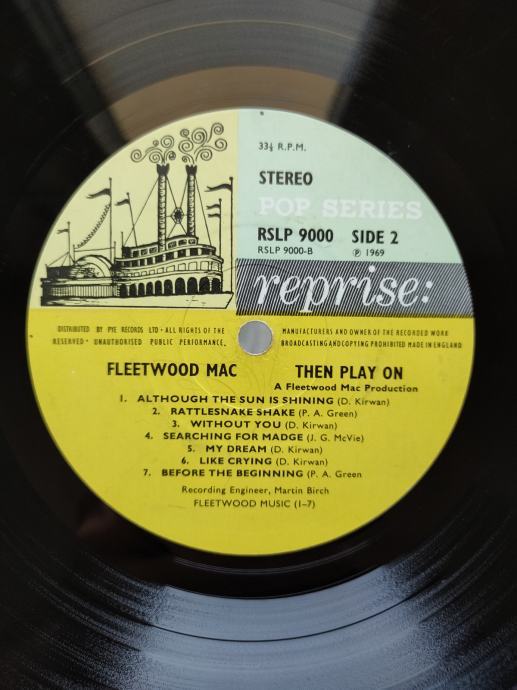 33⅓ R.P.M.
STEREO
POP SERIES
RSLP 9000 SIDE 2
RSLP 9000-B ℗ 1969
reprise:
DISTRIBUTED BY PYE RECORDS LTD · ALL RIGHTS OF THE MANUFACTURERS AND OWNER OF THE RECORDED WORK
RESERVED · UNAUTHORISED PUBLIC PERFORMANCE, BROADCASTING AND COPYING PROHIBITED MADE IN ENGLAND
FLEETWOOD MAC THEN PLAY ON
A Fleetwood Mac Production
1. ALTHOUGH THE SUN IS SHINING (D. Kirwan)
2. RATTLESNAKE SHAKE (P. A. Green)
3. WITHOUT YOU (D. Kirwan)
4. SEARCHING FOR MADGE (J. G. McVie)
5. MY DREAM (D. Kirwan)
6. LIKE CRYING (D. Kirwan)
7. BEFORE THE BEGINNING (P. A. Green
Recording Engineer, Martin Birch
FLEETWOOD MUSIC (1-7)